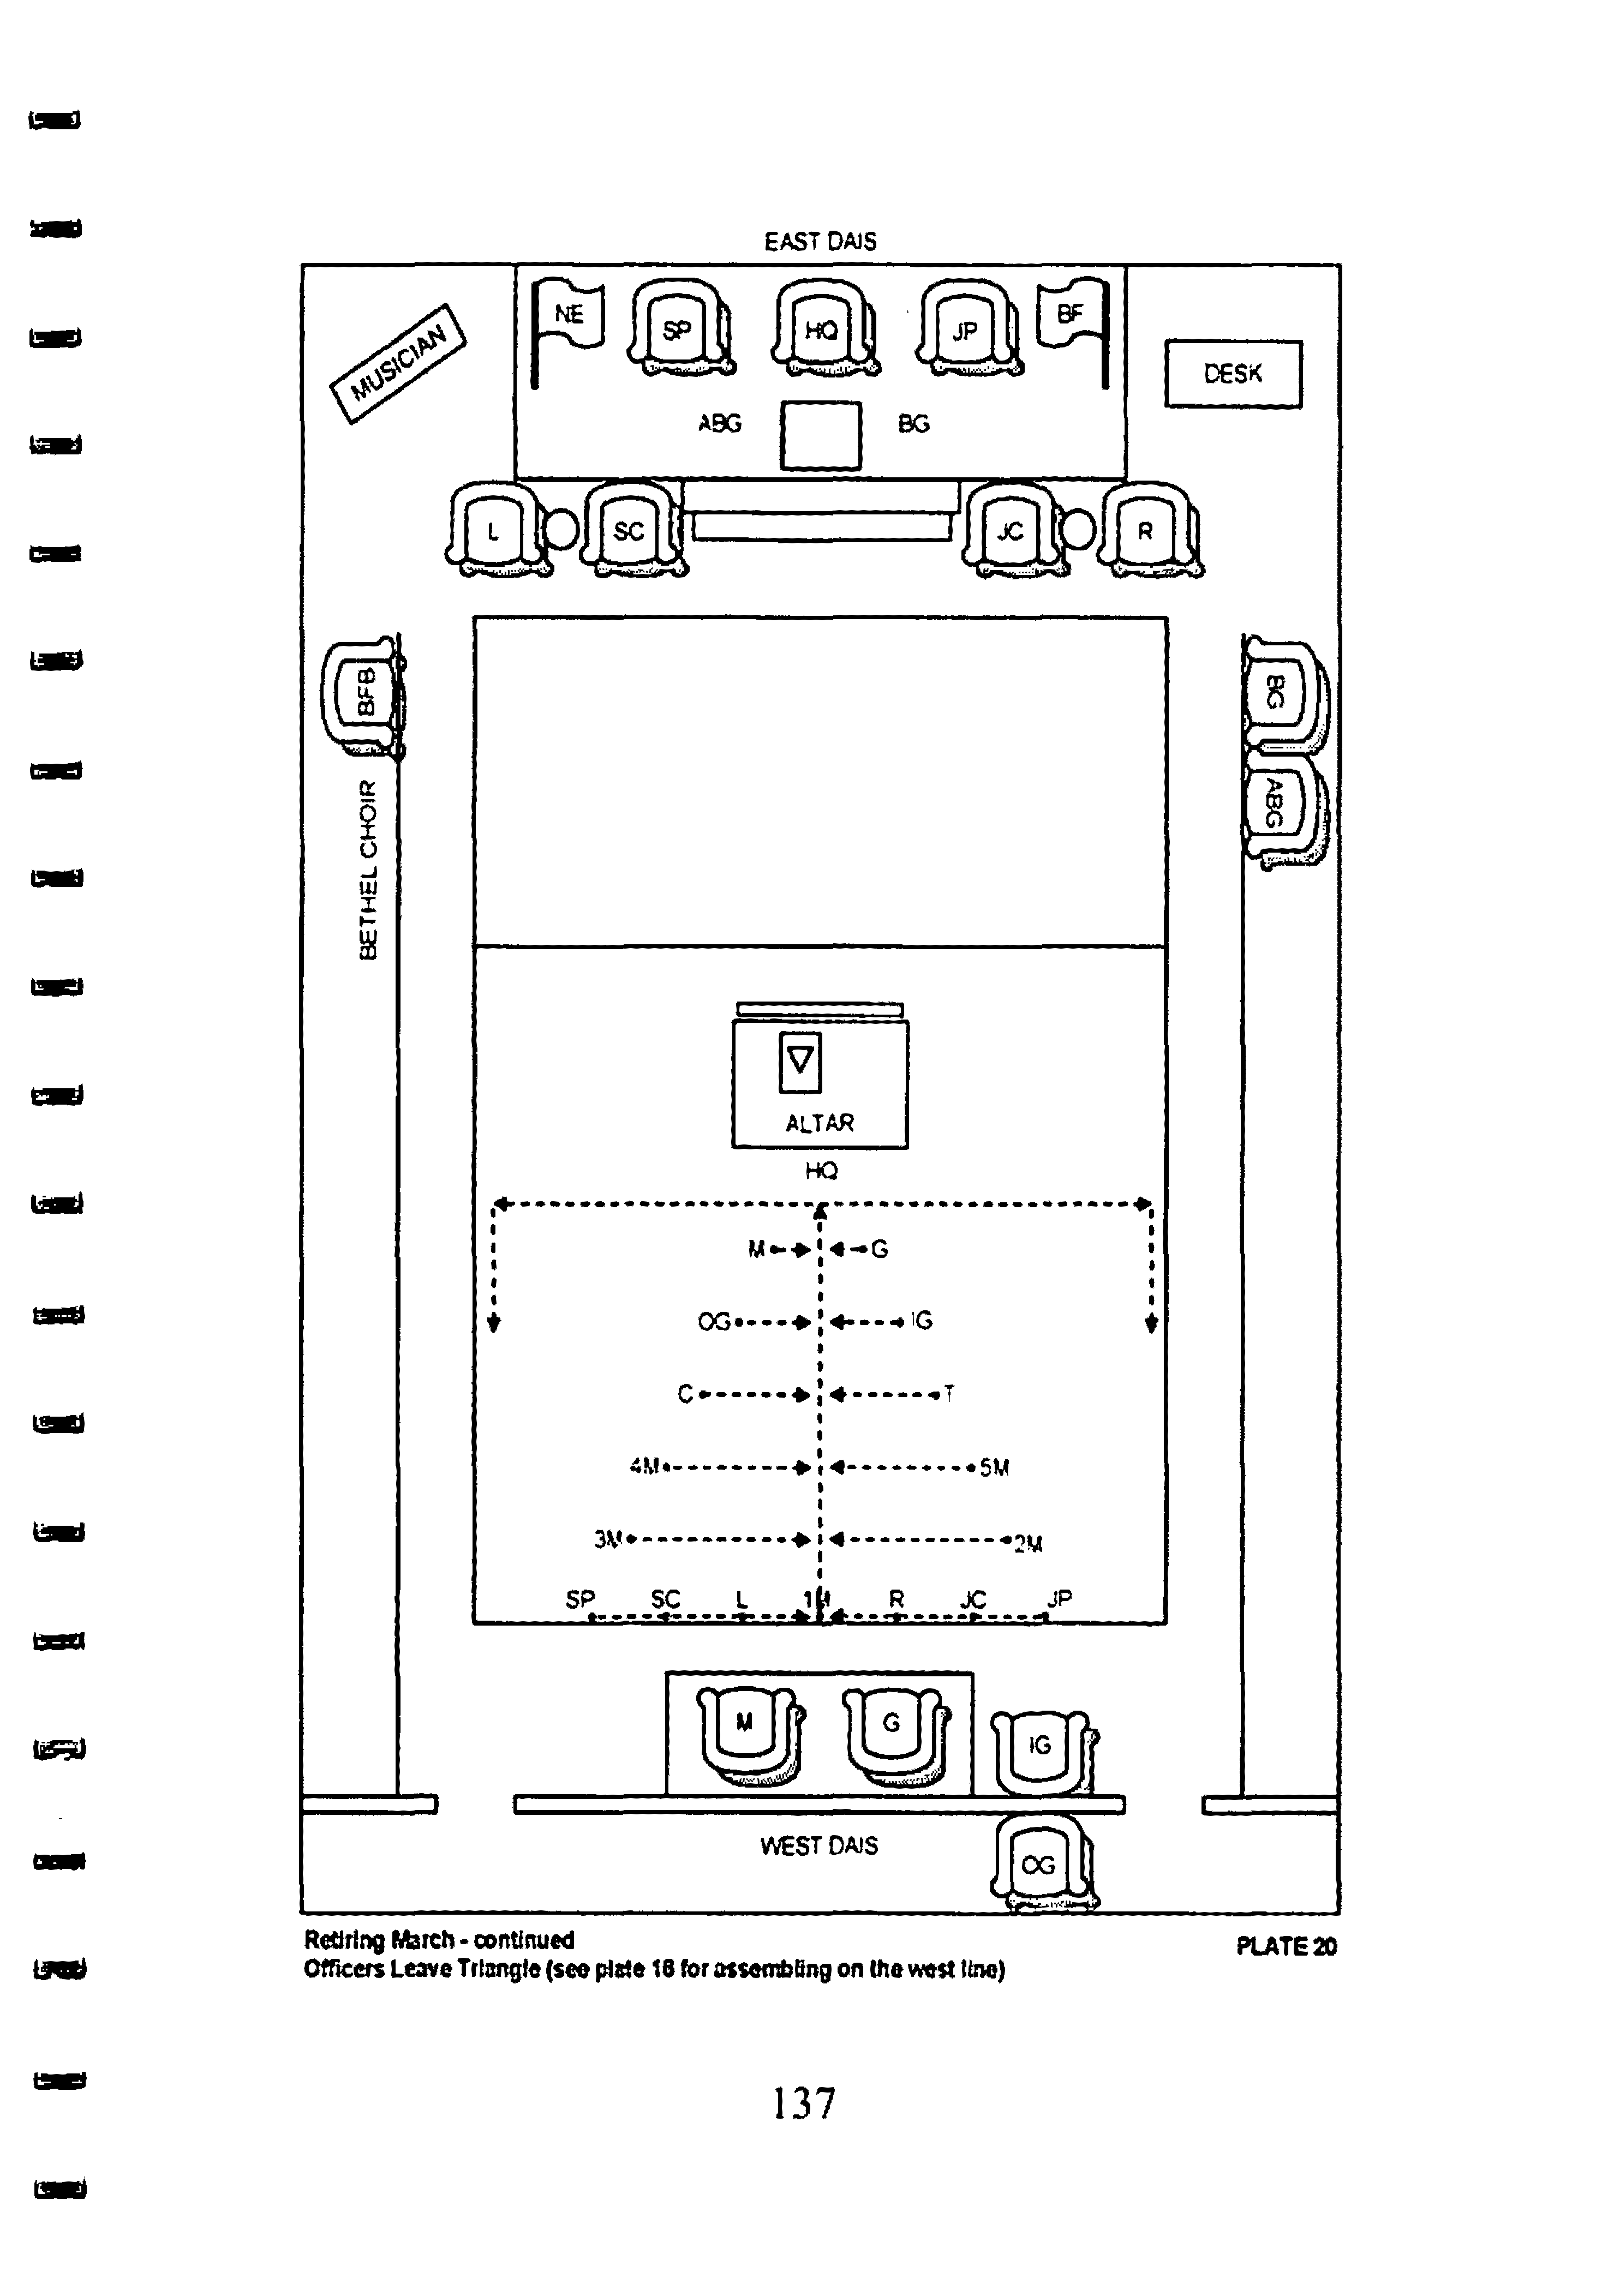 EAST DAIS
NE SP HQ JP BF
MUSICIAN
DESK
ABG BG
L SC JC R
BFB
BG
ABG
BETHEL CHOIR
ALTAR
HQ
M G
OG IG
C T
4M 5M
3M 2M
SP SC L 1M R JC JP
M G IG
WEST DAIS
OG
Retiring March - continued
PLATE 20
Officers Leave Triangle (see plate 16 for assembling on the west line)
137